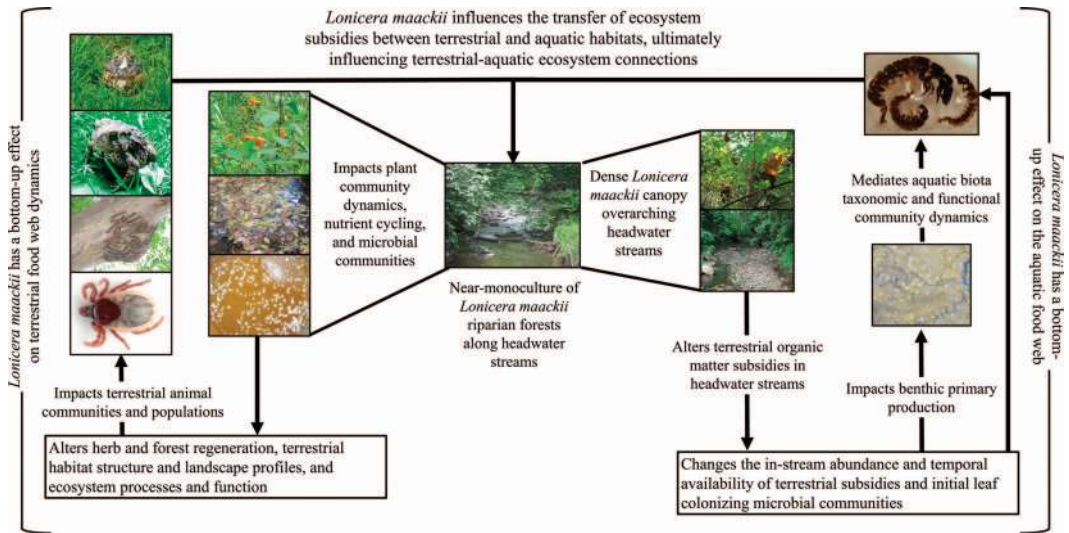 Lonicera maackii influences the transfer of ecosystem
subsidies between terrestrial and aquatic habitats, ultimately
influencing terrestrial-aquatic ecosystem connections
Lonicera maackii has a bottom-up effect
on terrestrial food web dynamics
Impacts plant
community
dynamics,
nutrient cycling,
and microbial
communities
Near-monoculture of
Lonicera maackii
riparian forests
along headwater
streams
Dense Lonicera
maackii canopy
overarching
headwater
streams
Mediates aquatic biota
taxonomic and functional
community dynamics
Lonicera maackii has a bottom-
up effect on the aquatic food web
Impacts terrestrial animal
communities and populations
Alters terrestrial organic
matter subsidies in
headwater streams
Impacts benthic primary
production
Alters herb and forest regeneration, terrestrial
habitat structure and landscape profiles, and
ecosystem processes and function
Changes the in-stream abundance and temporal
availability of terrestrial subsidies and initial leaf
colonizing microbial communities